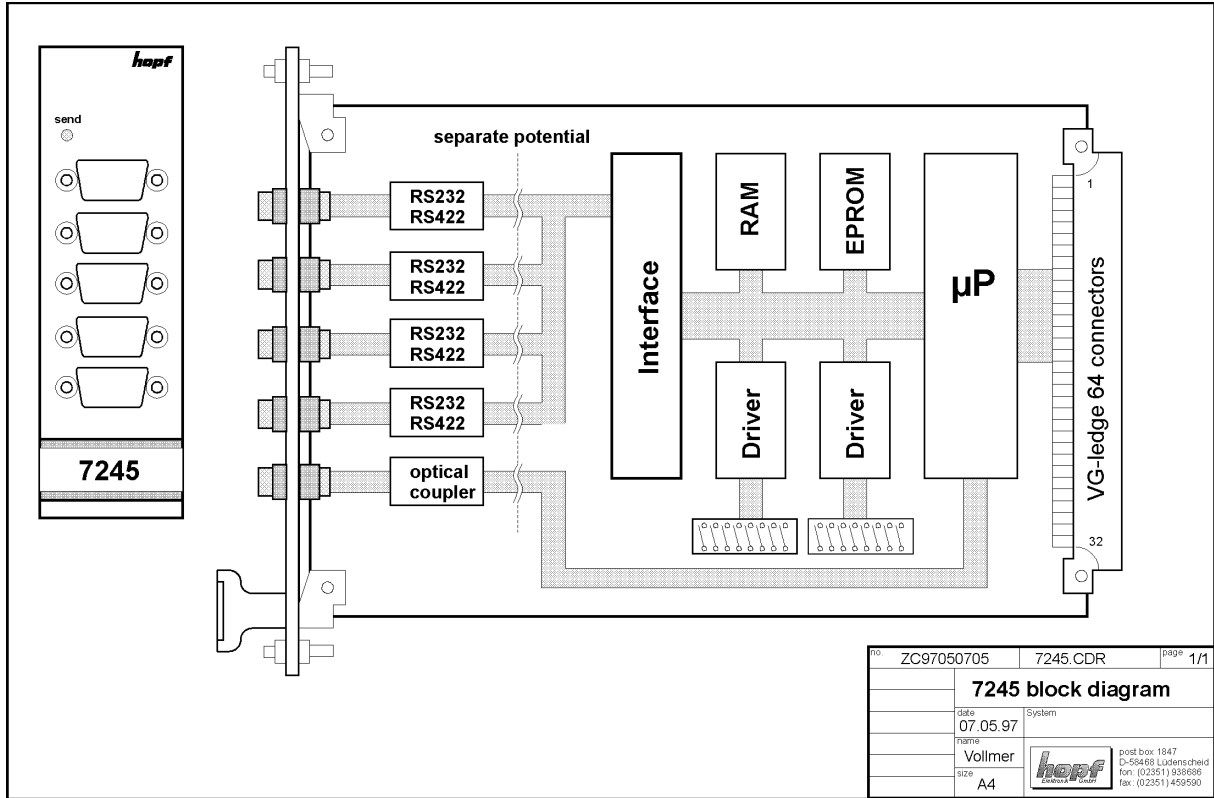 hopf
send
7245
separate potential
RS232
RS422
RS232
RS422
RS232
RS422
RS232
RS422
optical
coupler
Interface
RAM
EPROM
Driver
Driver
µP
1
VG-ledge 64 connectors
32
no. ZC97050705 7245.CDR page 1/1
7245 block diagram
date System
07.05.97
name
Vollmer
size
A4
hopf
Elektronik GmbH
post box 1847
D-58468 Lüdenscheid
fon: (02351) 938686
fax: (02351) 459590